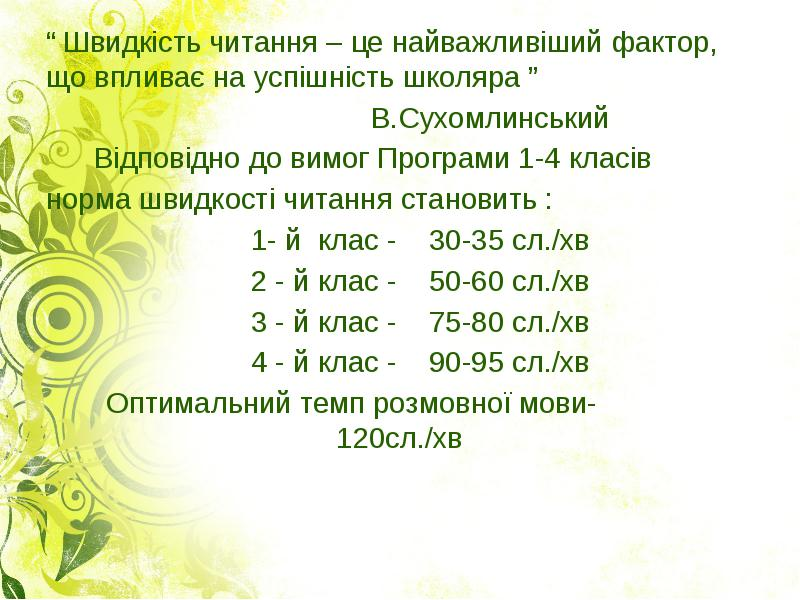 “ Швидкість читання – це найважливіший фактор,
що впливає на успішність школяра ”
В.Сухомлинський
Відповідно до вимог Програми 1-4 класів
норма швидкості читання становить :
1- й клас - 30-35 сл./хв
2 - й клас - 50-60 сл./хв
3 - й клас - 75-80 сл./хв
4 - й клас - 90-95 сл./хв
Оптимальний темп розмовної мови-
120сл./хв